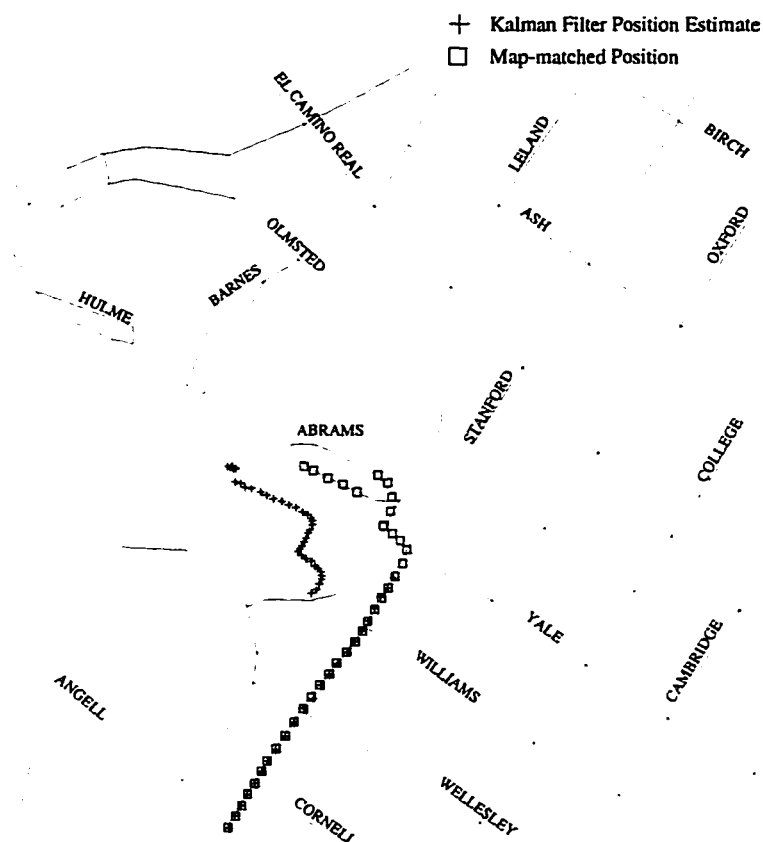 Kalman Filter Position Estimate
Map-matched Position
EL CAMINO REAL
LELAND
BIRCH
ASH
OXFORD
OLMSTED
BARNES
HULME
STANFORD
ABRAMS
COLLEGE
YALE
CAMBRIDGE
WILLIAMS
ANGELL
WELLESLEY
CORNELL